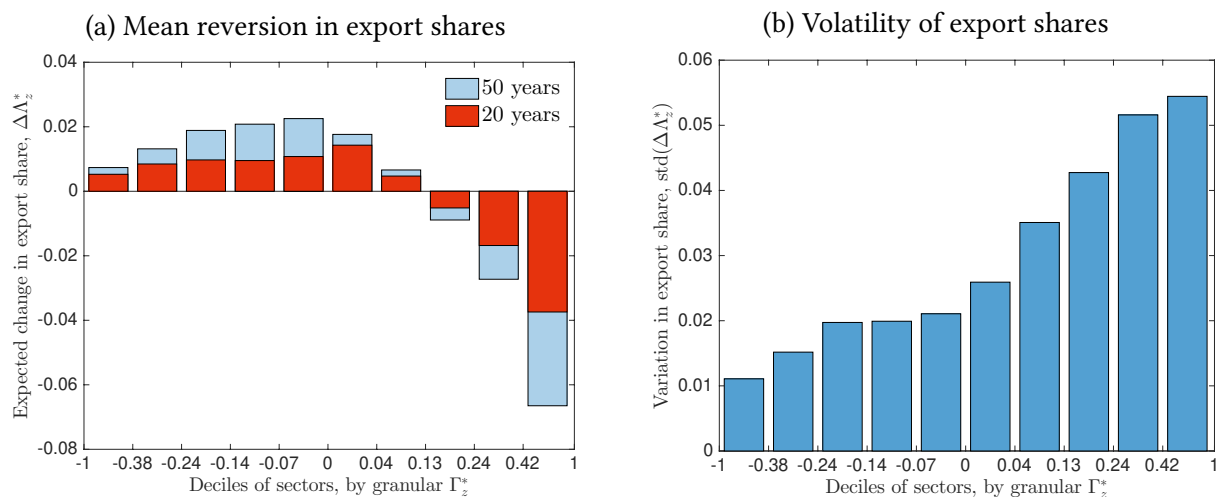 (a) Mean reversion in export shares
Expected change in export share, ΔΛ*z
0.04
0.02
0
-0.02
-0.04
-0.06
-0.08
50 years
20 years
-1 -0.38 -0.24 -0.14 -0.07 0 0.04 0.13 0.42 1
Deciles of sectors, by granular Γ*z
(b) Volatility of export shares
Variation in export share, std(ΔΛ*z)
0.06
0.05
0.04
0.03
0.02
0.01
0
-1 -0.38 -0.24 -0.14 -0.07 0 0.04 0.13 0.24 0.42 1
Deciles of sectors, by granular Γ*z